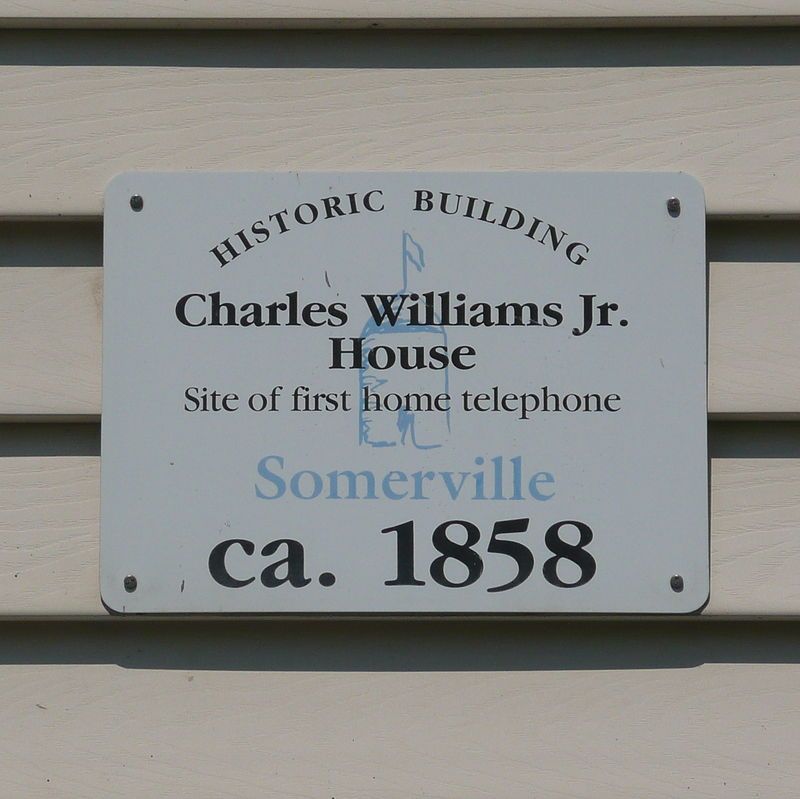 HISTORIC BUILDING
Charles Williams Jr.
House
Site of first home telephone
Somerville
ca. 1858